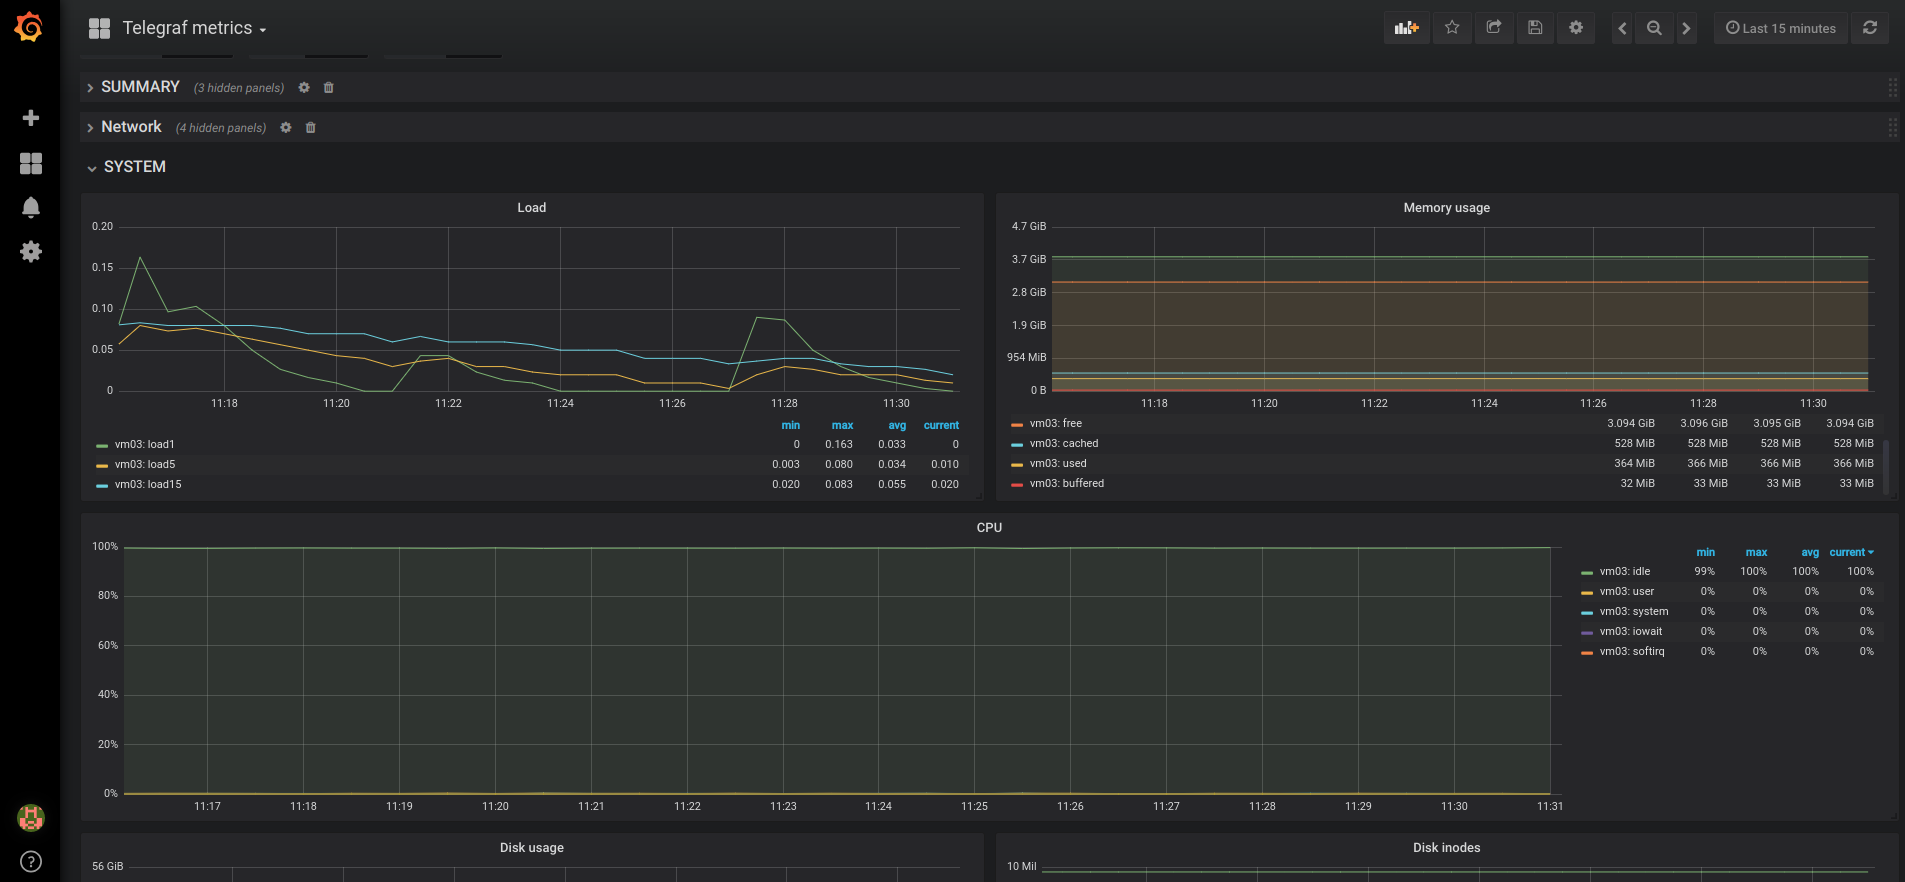 Telegraf metrics
Last 15 minutes
SUMMARY (3 hidden panels)
Network (4 hidden panels)
SYSTEM
Load
0.20
0.15
0.10
0.05
0
11:18 11:20 11:22 11:24 11:26 11:28 11:30
min max avg current
vm03: load1 0 0.163 0.033 0
vm03: load5 0.003 0.080 0.034 0.010
vm03: load15 0.020 0.083 0.055 0.020
Memory usage
4.7 GiB
3.7 GiB
2.8 GiB
1.9 GiB
954 MiB
0 B
11:18 11:20 11:22 11:24 11:26 11:28 11:30
vm03: free 3.094 GiB 3.096 GiB 3.095 GiB 3.094 GiB
vm03: cached 528 MiB 528 MiB 528 MiB 528 MiB
vm03: used 364 MiB 366 MiB 366 MiB 366 MiB
vm03: buffered 32 MiB 33 MiB 33 MiB 33 MiB
CPU
100%
80%
60%
40%
20%
0%
11:17 11:18 11:19 11:20 11:21 11:22 11:23 11:24 11:25 11:26 11:27 11:28 11:29 11:30 11:31
min max avg current
vm03: idle 99% 100% 100% 100%
vm03: user 0% 0% 0% 0%
vm03: system 0% 0% 0% 0%
vm03: iowait 0% 0% 0% 0%
vm03: softirq 0% 0% 0% 0%
Disk usage
56 GiB
Disk inodes
10 Mil